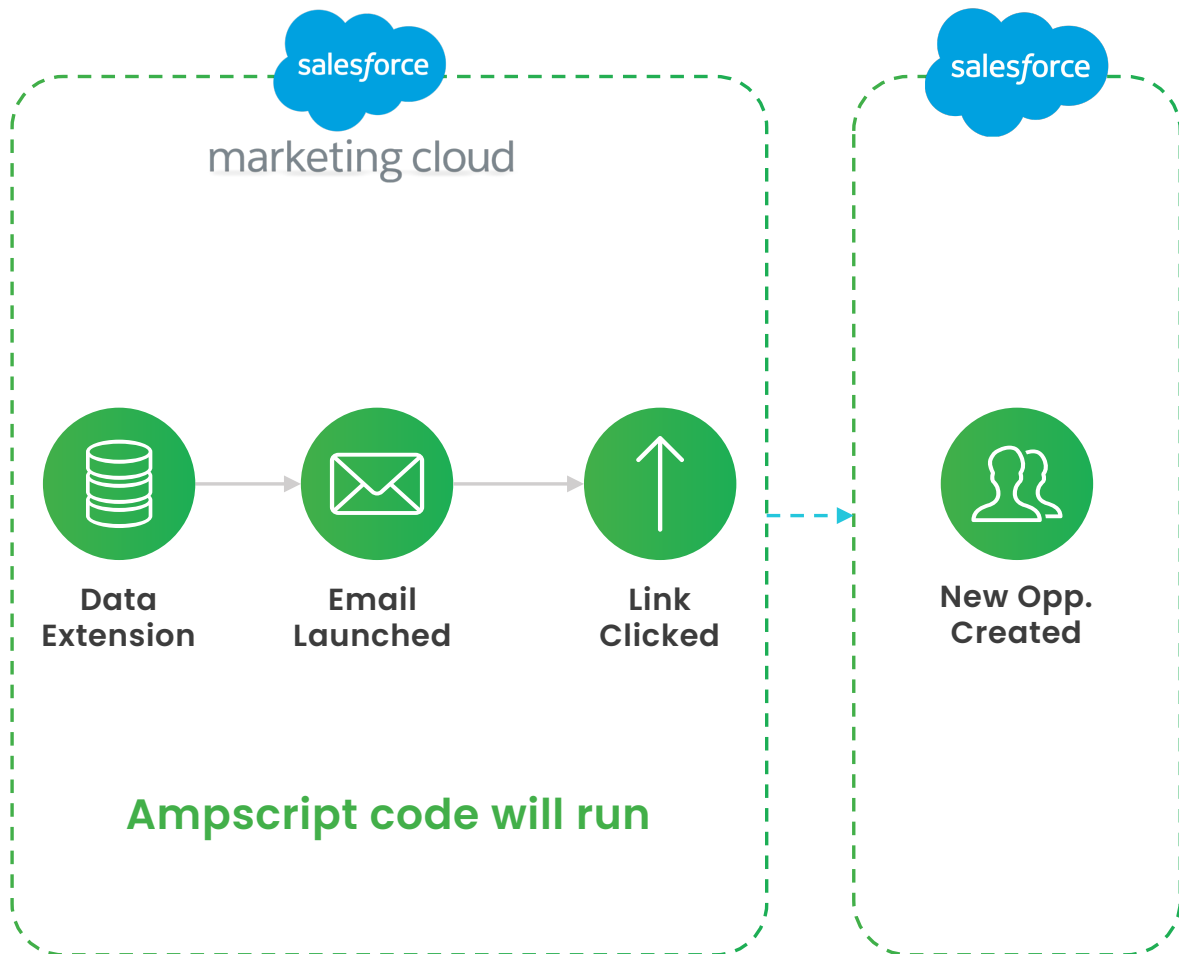 salesforce
marketing cloud
salesforce
Data
Extension
Email
Launched
Link
Clicked
New Opp.
Created
Ampscript code will run